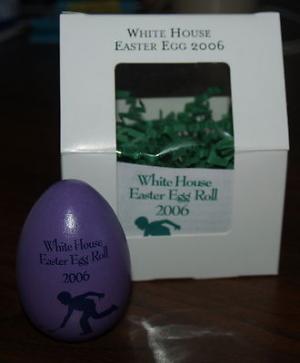 WHITE HOUSE
EASTER EGG 2006
White House
Easter Egg Roll
2006
White House
Easter Egg Roll
2006